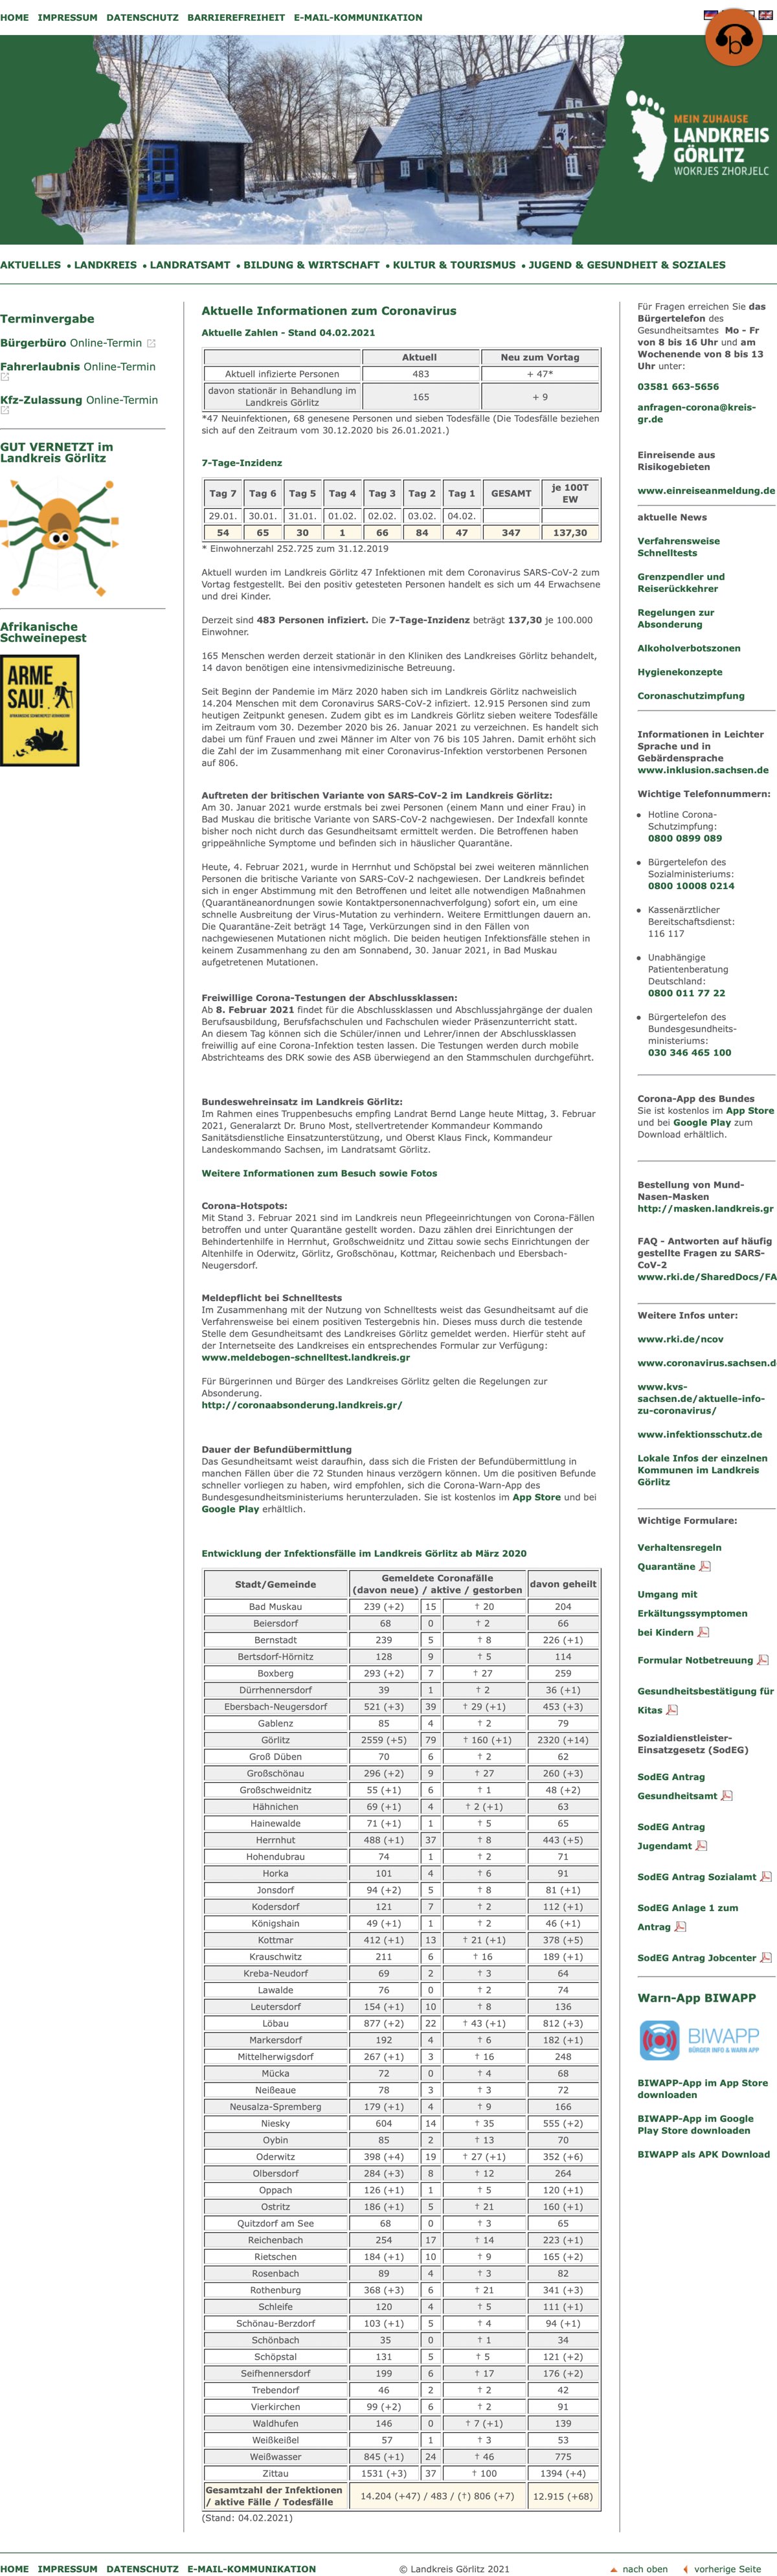 HOME IMPRESSUM DATENSCHUTZ BARRIEREFREIHEIT E-MAIL-KOMMUNIKATION
b
MEIN ZUHAUSE
LANDKREIS
GÖRLITZ
WOKRJES ZHORJELC
AKTUELLES • LANDKREIS • LANDRATSAMT • BILDUNG & WIRTSCHAFT • KULTUR & TOURISMUS • JUGEND & GESUNDHEIT & SOZIALES
Terminvergabe
Bürgerbüro Online-Termin
Fahrerlaubnis Online-Termin
Kfz-Zulassung Online-Termin
GUT VERNETZT im
Landkreis Görlitz
Afrikanische
Schweinepest
ARME
SAU!
AFRIKANISCHE SCHWEINEPEST
Aktuelle Informationen zum Coronavirus
Aktuelle Zahlen - Stand 04.02.2021
Aktuell Neu zum Vortag
Aktuell infizierte Personen 483 + 47*
davon stationär in Behandlung im
Landkreis Görlitz 165 + 9
*47 Neuinfektionen, 68 genesene Personen und sieben Todesfälle (Die Todesfälle beziehen
sich auf den Zeitraum vom 30.12.2020 bis 26.01.2021.)
7-Tage-Inzidenz
Tag 7 Tag 6 Tag 5 Tag 4 Tag 3 Tag 2 Tag 1 GESAMT je 100T
EW
29.01. 30.01. 31.01. 01.02. 02.02. 03.02. 04.02.
54 65 30 1 66 84 47 347 137,30
* Einwohnerzahl 252.725 zum 31.12.2019
Aktuell wurden im Landkreis Görlitz 47 Infektionen mit dem Coronavirus SARS-CoV-2 zum
Vortag festgestellt. Bei den positiv getesteten Personen handelt es sich um 44 Erwachsene
und drei Kinder.
Derzeit sind 483 Personen infiziert. Die 7-Tage-Inzidenz beträgt 137,30 je 100.000
Einwohner.
165 Menschen werden derzeit stationär in den Kliniken des Landkreises Görlitz behandelt,
14 davon benötigen eine intensivmedizinische Betreuung.
Seit Beginn der Pandemie im März 2020 haben sich im Landkreis Görlitz nachweislich
14.204 Menschen mit dem Coronavirus SARS-CoV-2 infiziert. 12.915 Personen sind zum
heutigen Zeitpunkt genesen. Zudem gibt es im Landkreis Görlitz sieben weitere Todesfälle
im Zeitraum vom 30. Dezember 2020 bis 26. Januar 2021 zu verzeichnen. Es handelt sich
dabei um fünf Frauen und zwei Männer im Alter von 76 bis 105 Jahren. Damit erhöht sich
die Zahl der im Zusammenhang mit einer Coronavirus-Infektion verstorbenen Personen
auf 806.
Auftreten der britischen Variante von SARS-CoV-2 im Landkreis Görlitz:
Am 30. Januar 2021 wurde erstmals bei zwei Personen (einem Mann und einer Frau) in
Bad Muskau die britische Variante von SARS-CoV-2 nachgewiesen. Der Indexfall konnte
bisher noch nicht durch das Gesundheitsamt ermittelt werden. Die Betroffenen haben
grippeähnliche Symptome und befinden sich in häuslicher Quarantäne.
Heute, 4. Februar 2021, wurde in Herrnhut und Schöpstal bei zwei weiteren männlichen
Personen die britische Variante von SARS-CoV-2 nachgewiesen. Der Landkreis befindet
sich in enger Abstimmung mit den Betroffenen und leitet alle notwendigen Maßnahmen
(Quarantäneanordnungen sowie Kontaktpersonennachverfolgung) sofort ein, um eine
schnelle Ausbreitung der Virus-Mutation zu verhindern. Weitere Ermittlungen dauern an.
Die Quarantäne-Zeit beträgt 14 Tage, Verkürzungen sind in den Fällen von
nachgewiesenen Mutationen nicht möglich. Die beiden heutigen Infektionsfälle stehen in
keinem Zusammenhang zu den am Sonnabend, 30. Januar 2021, in Bad Muskau
aufgetretenen Mutationen.
Freiwillige Corona-Testungen der Abschlussklassen:
Ab 8. Februar 2021 findet für die Abschlussklassen und Abschlussjahrgänge der dualen
Berufsausbildung, Berufsfachschulen und Fachschulen wieder Präsenzunterricht statt.
An diesem Tag können sich die Schüler/innen und Lehrer/innen der Abschlussklassen
freiwillig auf eine Corona-Infektion testen lassen. Die Testungen werden durch mobile
Abstrichteams des DRK sowie des ASB überwiegend an den Stammschulen durchgeführt.
Bundeswehreinsatz im Landkreis Görlitz:
Im Rahmen eines Truppenbesuchs empfing Landrat Bernd Lange heute Mittag, 3. Februar
2021, Generalarzt Dr. Bruno Most, stellvertretender Kommandeur Kommando
Sanitätsdienstliche Einsatzunterstützung, und Oberst Klaus Finck, Kommandeur
Landeskommando Sachsen, im Landratsamt Görlitz.
Weitere Informationen zum Besuch sowie Fotos
Corona-Hotspots:
Mit Stand 3. Februar 2021 sind im Landkreis neun Pflegeeinrichtungen von Corona-Fällen
betroffen und unter Quarantäne gestellt worden. Dazu zählen drei Einrichtungen der
Behindertenhilfe in Herrnhut, Großschweidnitz und Zittau sowie sechs Einrichtungen der
Altenhilfe in Oderwitz, Görlitz, Großschönau, Kottmar, Reichenbach und Ebersbach-
Neugersdorf.
Meldepflicht bei Schnelltests
Im Zusammenhang mit der Nutzung von Schnelltests weist das Gesundheitsamt auf die
Verfahrensweise bei einem positiven Testergebnis hin. Dieses muss durch die testende
Stelle dem Gesundheitsamt des Landkreises Görlitz gemeldet werden. Hierfür steht auf
der Internetseite des Landkreises ein entsprechendes Formular zur Verfügung:
www.meldebogen-schnelltest.landkreis.gr
Für Bürgerinnen und Bürger des Landkreises Görlitz gelten die Regelungen zur
Absonderung.
http://coronaabsonderung.landkreis.gr/
Dauer der Befundübermittlung
Das Gesundheitsamt weist daraufhin, dass sich die Fristen der Befundübermittlung in
manchen Fällen über die 72 Stunden hinaus verzögern können. Um die positiven Befunde
schneller vorliegen zu haben, wird empfohlen, sich die Corona-Warn-App des
Bundesgesundheitsministeriums herunterzuladen. Sie ist kostenlos im App Store und bei
Google Play erhältlich.
Entwicklung der Infektionsfälle im Landkreis Görlitz ab März 2020
Stadt/Gemeinde Gemeldete Coronafälle
(davon neue) / aktive / gestorben davon geheilt
Bad Muskau 239 (+2) 15 † 20 204
Beiersdorf 68 0 † 2 66
Bernstadt 239 5 † 8 226 (+1)
Bertsdorf-Hörnitz 128 9 † 5 114
Boxberg 293 (+2) 7 † 27 259
Dürrhennersdorf 39 1 † 2 36 (+1)
Ebersbach-Neugersdorf 521 (+3) 39 † 29 (+1) 453 (+3)
Gablenz 85 4 † 2 79
Görlitz 2559 (+5) 79 † 160 (+1) 2320 (+14)
Groß Düben 70 6 † 2 62
Großschönau 296 (+2) 9 † 27 260 (+3)
Großschweidnitz 55 (+1) 6 † 1 48 (+2)
Hähnichen 69 (+1) 4 † 2 (+1) 63
Hainewalde 71 (+1) 1 † 5 65
Herrnhut 488 (+1) 37 † 8 443 (+5)
Hohendubrau 74 1 † 2 71
Horka 101 4 † 6 91
Jonsdorf 94 (+2) 5 † 8 81 (+1)
Kodersdorf 121 7 † 2 112 (+1)
Königshain 49 (+1) 1 † 2 46 (+1)
Kottmar 412 (+1) 13 † 21 (+1) 378 (+5)
Krauschwitz 211 6 † 16 189 (+1)
Kreba-Neudorf 69 2 † 3 64
Lawalde 76 0 † 2 74
Leutersdorf 154 (+1) 10 † 8 136
Löbau 877 (+2) 22 † 43 (+1) 812 (+3)
Markersdorf 192 4 † 6 182 (+1)
Mittelherwigsdorf 267 (+1) 3 † 16 248
Mücka 72 0 † 4 68
Neißeaue 78 3 † 3 72
Neusalza-Spremberg 179 (+1) 4 † 9 166
Niesky 604 14 † 35 555 (+2)
Oybin 85 2 † 13 70
Oderwitz 398 (+4) 19 † 27 (+1) 352 (+6)
Olbersdorf 284 (+3) 8 † 12 264
Oppach 126 (+1) 1 † 5 120 (+1)
Ostritz 186 (+1) 5 † 21 160 (+1)
Quitzdorf am See 68 0 † 3 65
Reichenbach 254 17 † 14 223 (+1)
Rietschen 184 (+1) 10 † 9 165 (+2)
Rosenbach 89 4 † 3 82
Rothenburg 368 (+3) 6 † 21 341 (+3)
Schleife 120 4 † 5 111 (+1)
Schönau-Berzdorf 103 (+1) 5 † 4 94 (+1)
Schönbach 35 0 † 1 34
Schöpstal 131 5 † 5 121 (+2)
Seifhennersdorf 199 6 † 17 176 (+2)
Trebendorf 46 2 † 2 42
Vierkirchen 99 (+2) 6 † 2 91
Waldhufen 146 0 † 7 (+1) 139
Weißkeißel 57 1 † 3 53
Weißwasser 845 (+1) 24 † 46 775
Zittau 1531 (+3) 37 † 100 1394 (+4)
Gesamtzahl der Infektionen
/ aktive Fälle / Todesfälle 14.204 (+47) / 483 / (†) 806 (+7) 12.915 (+68)
(Stand: 04.02.2021)
Für Fragen erreichen Sie das
Bürgertelefon des
Gesundheitsamtes Mo - Fr
von 8 bis 16 Uhr und am
Wochenende von 8 bis 13
Uhr unter:
03581 663-5656
anfragen-corona@kreis-
gr.de
Einreisende aus
Risikogebieten
www.einreiseanmeldung.de
aktuelle News
Verfahrensweise
Schnelltests
Grenzpendler und
Reiserückkehrer
Regelungen zur
Absonderung
Alkoholverbotszonen
Hygienekonzepte
Coronaschutzimpfung
Informationen in Leichter
Sprache und in
Gebärdensprache
www.inklusion.sachsen.de
Wichtige Telefonnummern:
• Hotline Corona-
Schutzimpfung:
0800 0899 089
• Bürgertelefon des
Sozialministeriums:
0800 10008 0214
• Kassenärztlicher
Bereitschaftsdienst:
116 117
• Unabhängige
Patientenberatung
Deutschland:
0800 011 77 22
• Bürgertelefon des
Bundesgesundheits-
ministeriums:
030 346 465 100
Corona-App des Bundes
Sie ist kostenlos im App Store
und bei Google Play zum
Download erhältlich.
Bestellung von Mund-
Nasen-Masken
http://masken.landkreis.gr
FAQ - Antworten auf häufig
gestellte Fragen zu SARS-
CoV-2
www.rki.de/SharedDocs/FA
Weitere Infos unter:
www.rki.de/ncov
www.coronavirus.sachsen.d
www.kvs-
sachsen.de/aktuelle-info-
zu-coronavirus/
www.infektionsschutz.de
Lokale Infos der einzelnen
Kommunen im Landkreis
Görlitz
Wichtige Formulare:
Verhaltensregeln
Quarantäne
Umgang mit
Erkältungssymptomen
bei Kindern
Formular Notbetreuung
Gesundheitsbestätigung für
Kitas
Sozialdienstleister-
Einsatzgesetz (SodEG)
SodEG Antrag
Gesundheitsamt
SodEG Antrag
Jugendamt
SodEG Antrag Sozialamt
SodEG Anlage 1 zum
Antrag
SodEG Antrag Jobcenter
Warn-App BIWAPP
BIWAPP
BÜRGER INFO & WARN APP
BIWAPP-App im App Store
downloaden
BIWAPP-App im Google
Play Store downloaden
BIWAPP als APK Download
HOME IMPRESSUM DATENSCHUTZ E-MAIL-KOMMUNIKATION © Landkreis Görlitz 2021 nach oben vorherige Seite